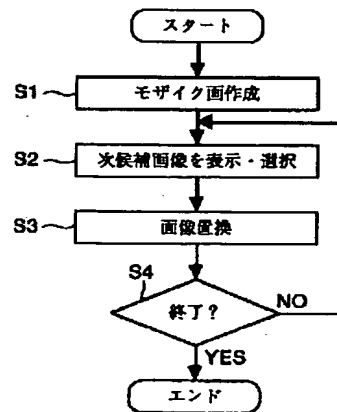 スタート
S1 モザイク画作成
S2 次候補画像を表示・選択
S3 画像置換
S4
終了?
NO
YES
エンド